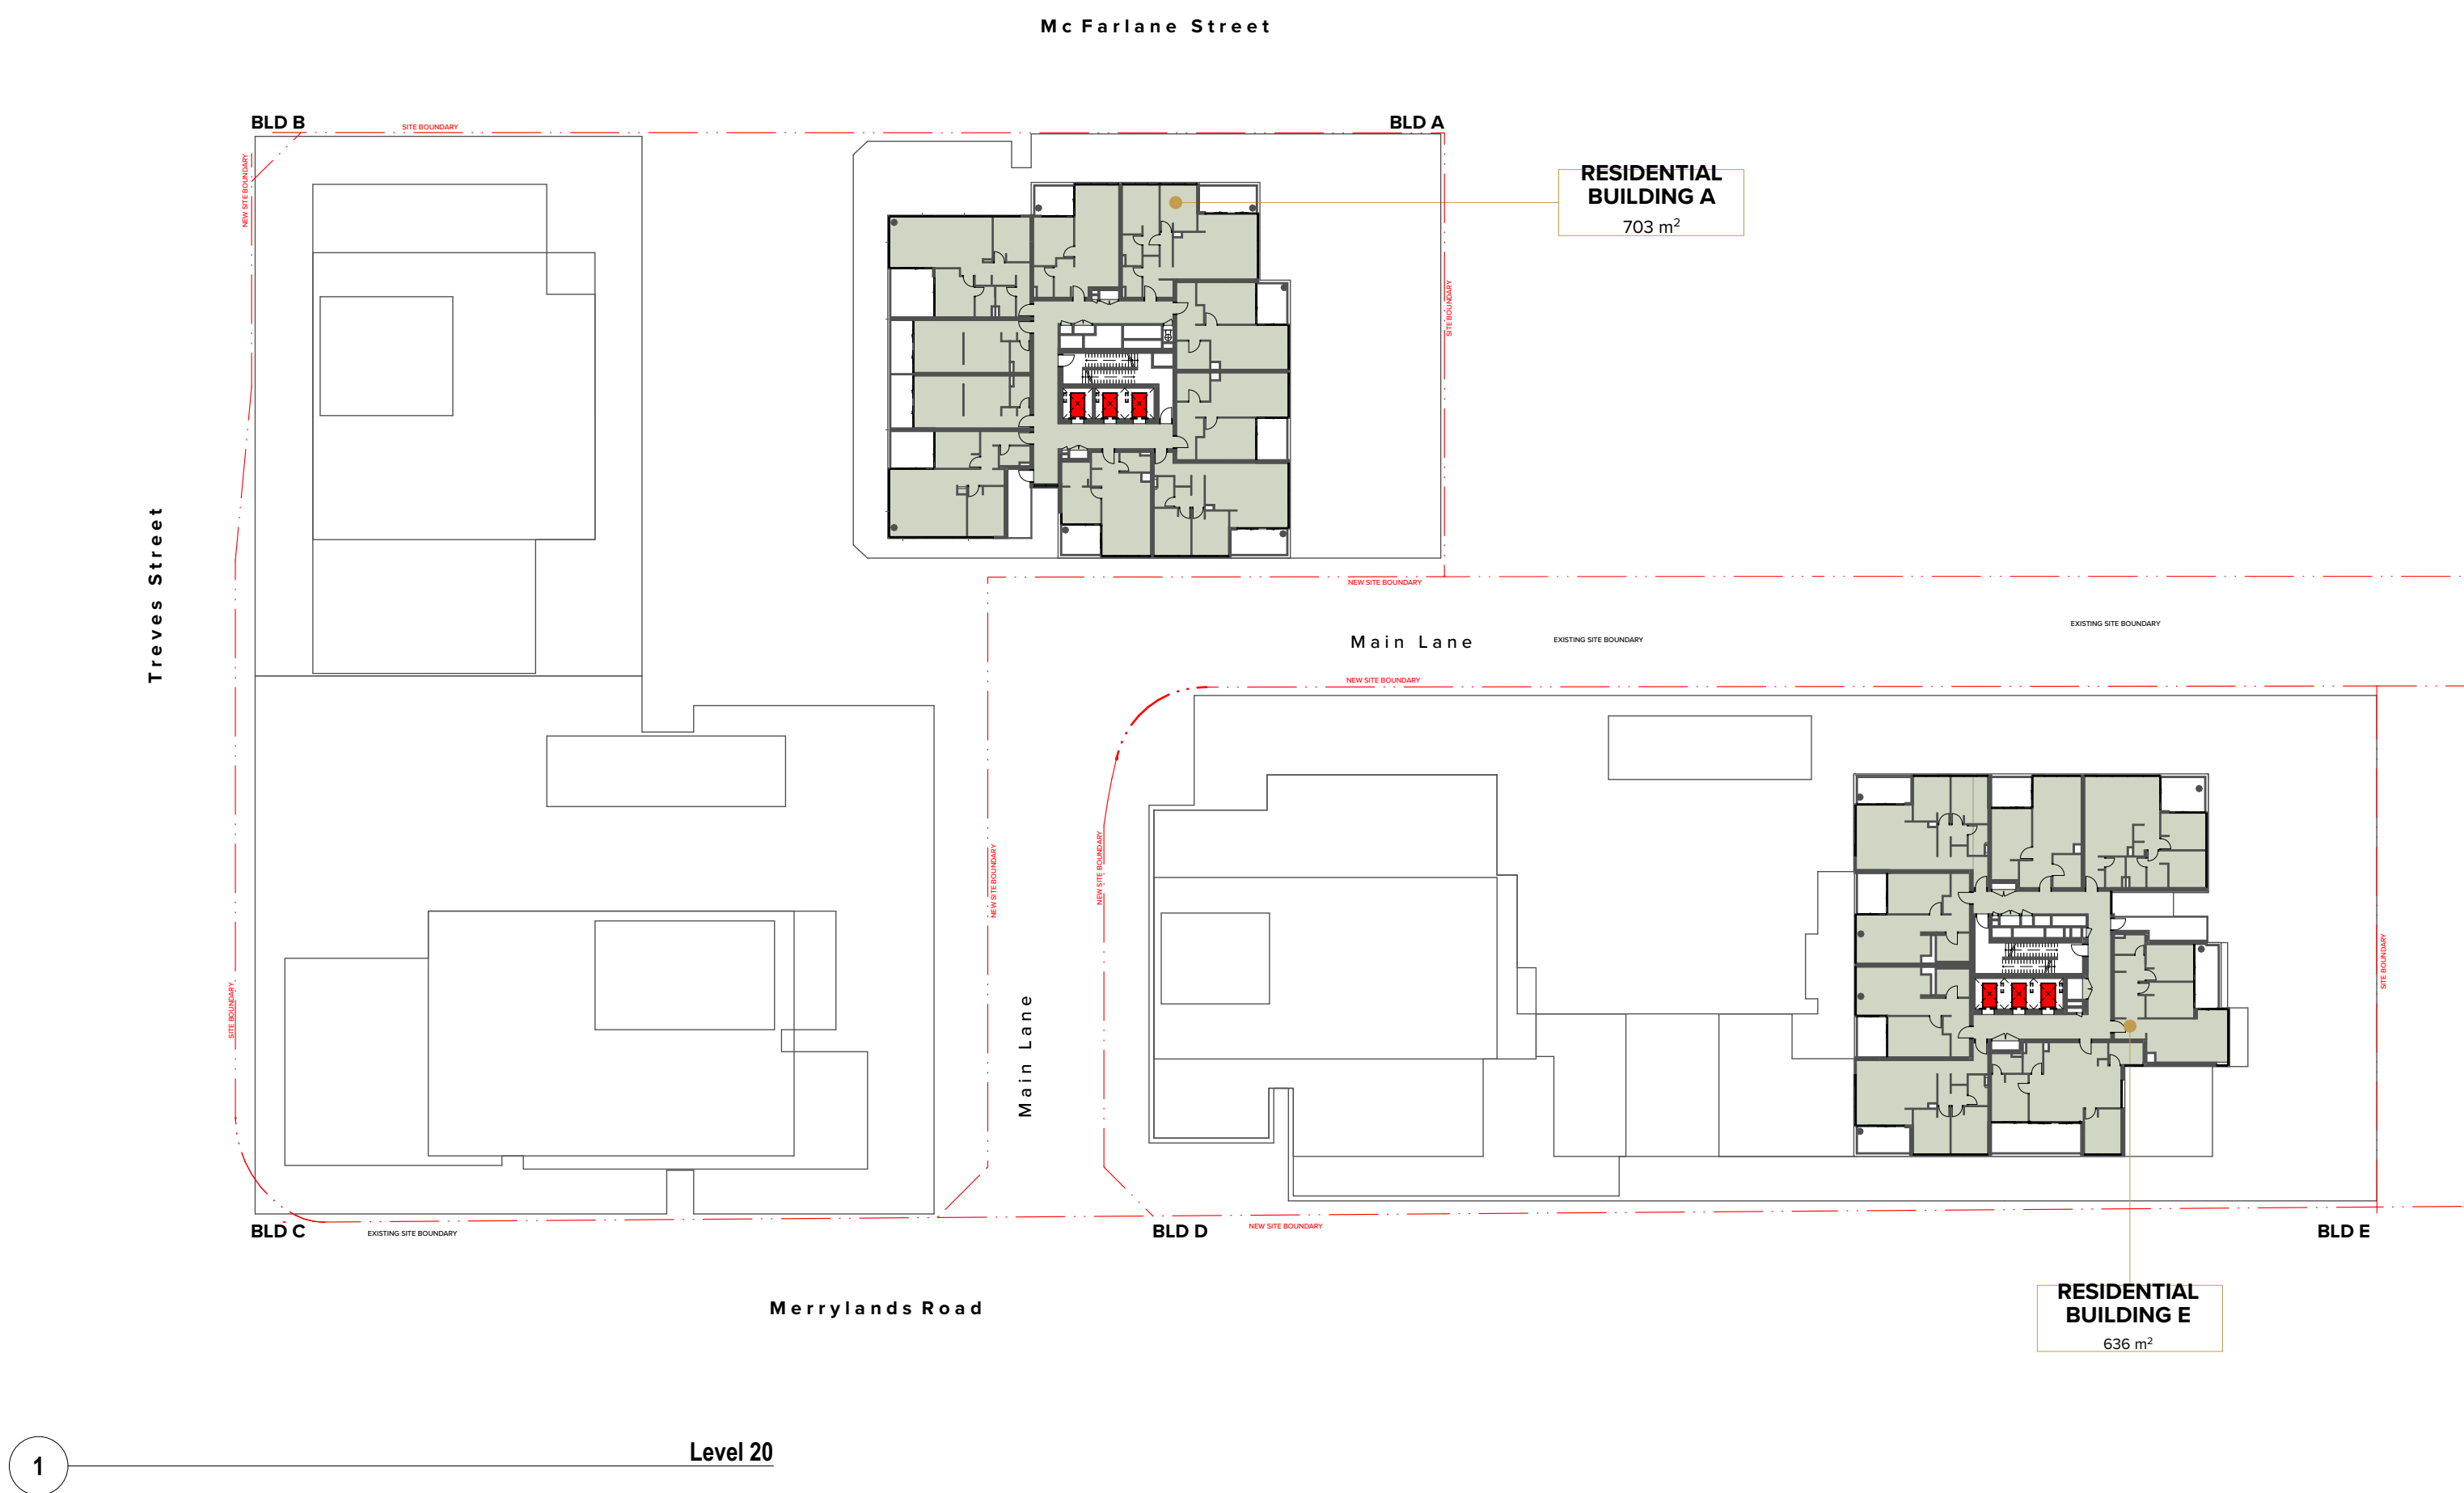 Mc Farlane Street
BLD B
SITE BOUNDARY
BLD A
NEW SITE BOUNDARY
RESIDENTIAL
BUILDING A
703 m²
SITE BOUNDARY
Treves Street
NEW SITE BOUNDARY
Main Lane
EXISTING SITE BOUNDARY
EXISTING SITE BOUNDARY
NEW SITE BOUNDARY
NEW SITE BOUNDARY
NEW SITE BOUNDARY
SITE BOUNDARY
SITE BOUNDARY
Main Lane
BLD C
EXISTING SITE BOUNDARY
BLD D
NEW SITE BOUNDARY
BLD E
Merrylands Road
RESIDENTIAL
BUILDING E
636 m²
1
Level 20